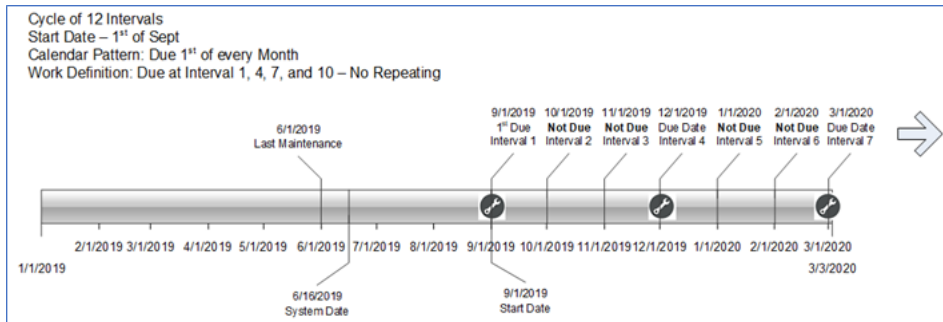 Cycle of 12 Intervals
Start Date – 1st of Sept
Calendar Pattern: Due 1st of every Month
Work Definition: Due at Interval 1, 4, 7, and 10 – No Repeating
9/1/2019 10/1/2019 11/1/2019 12/1/2019 1/1/2020 2/1/2020 3/1/2020
1st Due Not Due Not Due Due Date Not Due Not Due Due Date
Interval 1 Interval 2 Interval 3 Interval 4 Interval 5 Interval 6 Interval 7
6/1/2019
Last Maintenance
2/1/2019 3/1/2019 4/1/2019 5/1/2019 6/1/2019 7/1/2019 8/1/2019 9/1/2019 10/1/2019 11/1/2019 12/1/2019 1/1/2020 2/1/2020 3/1/2020
1/1/2019 3/3/2020
6/16/2019
System Date
9/1/2019
Start Date